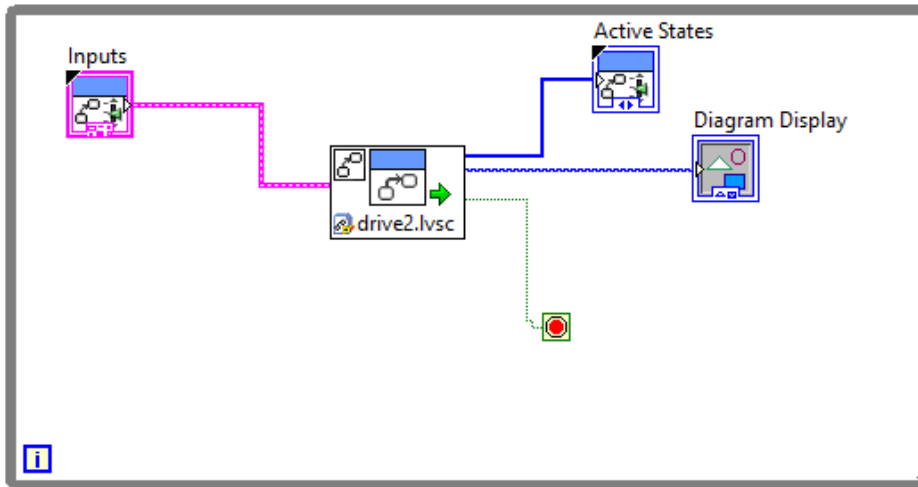 Active States
Inputs
Diagram Display
drive2.lvsc
i